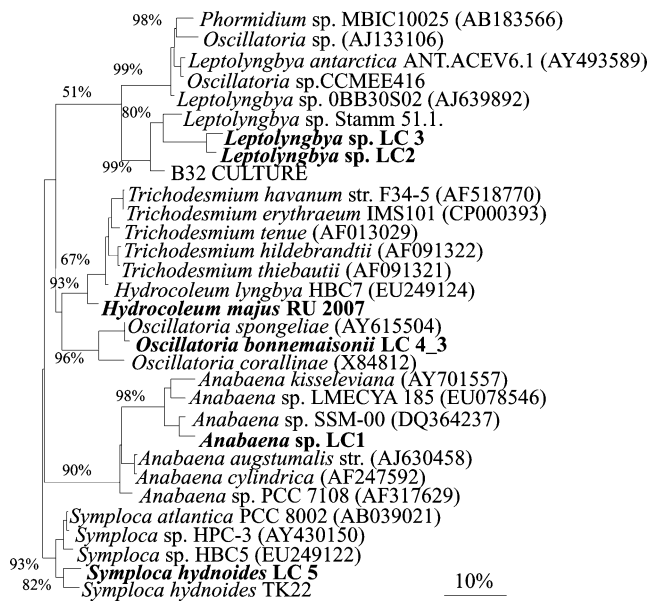 98%
Phormidium sp. MBIC10025 (AB183566)
Oscillatoria sp. (AJ133106)
Leptolyngbya antarctica ANT.ACEV6.1 (AY493589)
99%
Oscillatoria sp.CCMEE416
51%
Leptolyngbya sp. 0BB30S02 (AJ639892)
80%
Leptolyngbya sp. Stamm 51.1.
Leptolyngbya sp. LC 3
Leptolyngbya sp. LC2
99%
B32 CULTURE
Trichodesmium havanum str. F34-5 (AF518770)
Trichodesmium erythraeum IMS101 (CP000393)
Trichodesmium tenue (AF013029)
Trichodesmium hildebrandtii (AF091322)
67%
Trichodesmium thiebautii (AF091321)
93%
Hydrocoleum lyngbya HBC7 (EU249124)
Hydrocoleum majus RU 2007
Oscillatoria spongeliae (AY615504)
Oscillatoria bonnemaisonii LC 4_3
96%
Oscillatoria corallinae (X84812)
Anabaena kisseleviana (AY701557)
98%
Anabaena sp. LMECYA 185 (EU078546)
Anabaena sp. SSM-00 (DQ364237)
Anabaena sp. LC1
Anabaena augstumalis str. (AJ630458)
90%
Anabaena cylindrica (AF247592)
Anabaena sp. PCC 7108 (AF317629)
Symploca atlantica PCC 8002 (AB039021)
Symploca sp. HPC-3 (AY430150)
Symploca sp. HBC5 (EU249122)
93%
Symploca hydnoides LC 5
82%
Symploca hydnoides TK22
10%